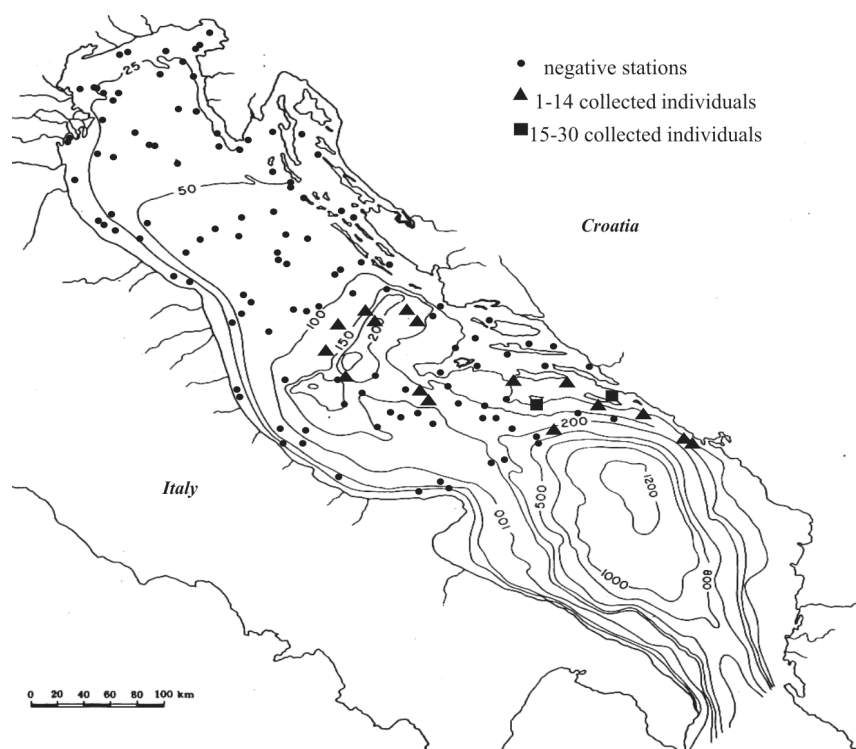 25
negative stations
1-14 collected individuals
15-30 collected individuals
50
Croatia
100
150
200
200
Italy
500
1200
100
1000
800
0 20 40 60 80 100 km